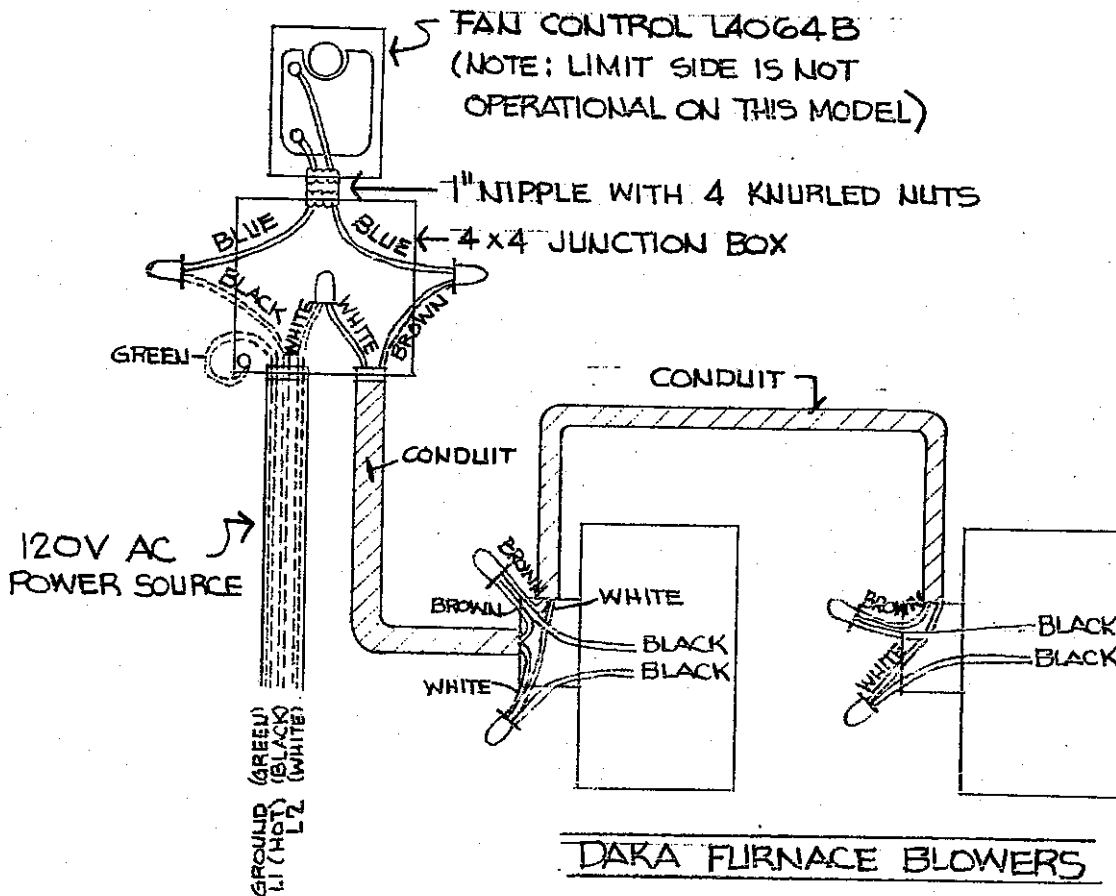 FAN CONTROL L4064B
(NOTE: LIMIT SIDE IS NOT
OPERATIONAL ON THIS MODEL)
1" NIPPLE WITH 4 KNURLED NUTS
BLUE
BLUE
4x4 JUNCTION BOX
BLACK
WHITE
WHITE
BROWN
GREEN
CONDUIT
CONDUIT
120V AC
POWER SOURCE
BROWN
BROWN
WHITE
BLACK
WHITE
BLACK
BROWN
BLACK
WHITE
BLACK
GROUND (GREEN)
L1 (HOT) (BLACK)
L2 (WHITE)
DAKA FURNACE BLOWERS